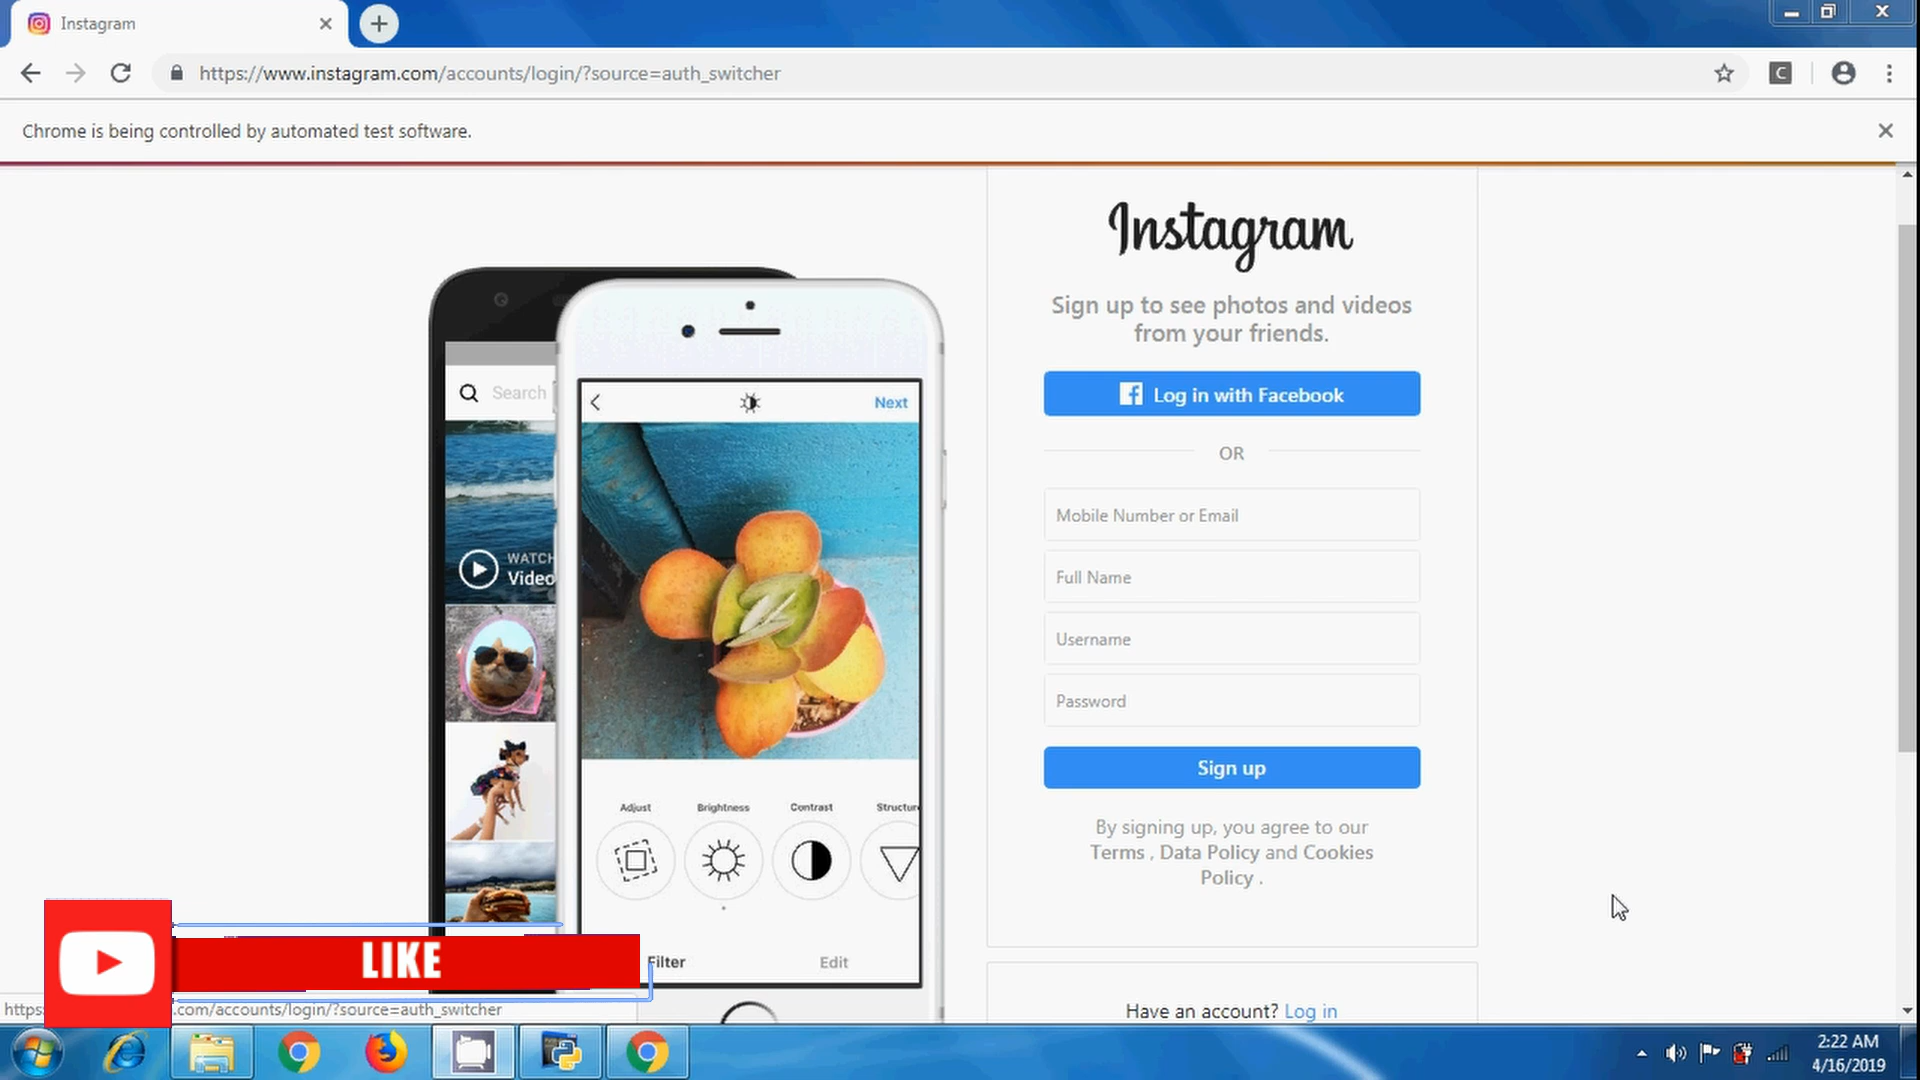 Instagram
https://www.instagram.com/accounts/login/?source=auth_switcher
C
Chrome is being controlled by automated test software.
Instagram
Sign up to see photos and videos
from your friends.
Log in with Facebook
OR
Mobile Number or Email
Full Name
Username
Password
Sign up
By signing up, you agree to our
Terms , Data Policy and Cookies
Policy .
Have an account? Log in
Search
WATCH
Video
Next
Adjust Brightness Contrast Structure
Filter Edit
LIKE
https .com/accounts/login/?source=auth_switcher
2:22 AM
4/16/2019